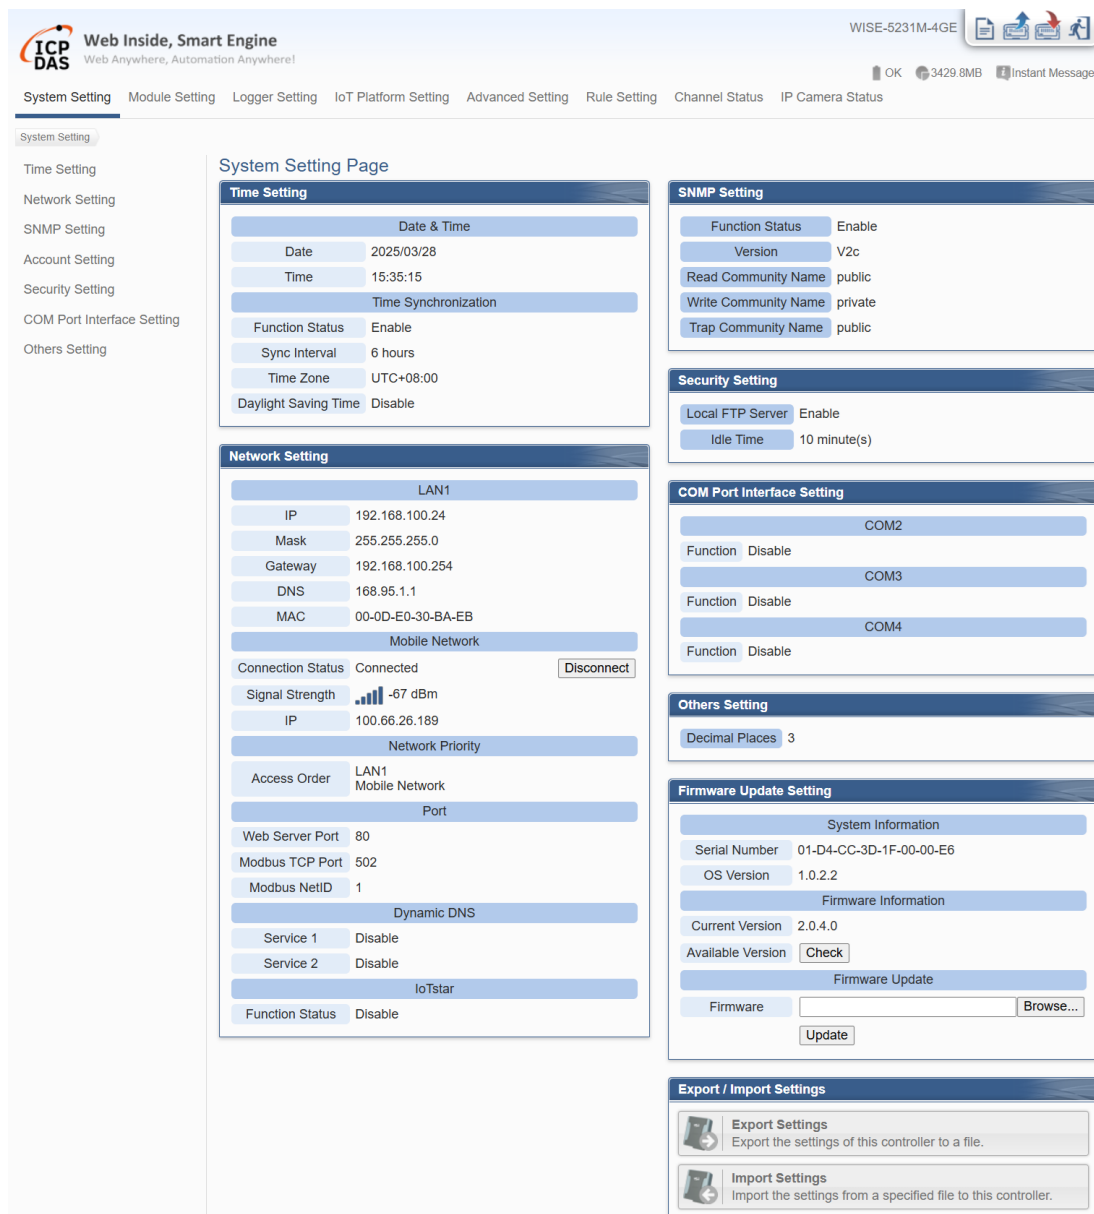 WISE-5231M-4GE
ICP
DAS
Web Inside, Smart Engine
Web Anywhere, Automation Anywhere!
OK 3429.8MB Instant Message
System Setting Module Setting Logger Setting IoT Platform Setting Advanced Setting Rule Setting Channel Status IP Camera Status
System Setting
Time Setting
Network Setting
SNMP Setting
Account Setting
Security Setting
COM Port Interface Setting
Others Setting
System Setting Page
Time Setting
Date & Time
Date 2025/03/28
Time 15:35:15
Time Synchronization
Function Status Enable
Sync Interval 6 hours
Time Zone UTC+08:00
Daylight Saving Time Disable
Network Setting
LAN1
IP 192.168.100.24
Mask 255.255.255.0
Gateway 192.168.100.254
DNS 168.95.1.1
MAC 00-0D-E0-30-BA-EB
Mobile Network
Connection Status Connected Disconnect
Signal Strength -67 dBm
IP 100.66.26.189
Network Priority
Access Order LAN1
Mobile Network
Port
Web Server Port 80
Modbus TCP Port 502
Modbus NetID 1
Dynamic DNS
Service 1 Disable
Service 2 Disable
IoTstar
Function Status Disable
SNMP Setting
Function Status Enable
Version V2c
Read Community Name public
Write Community Name private
Trap Community Name public
Security Setting
Local FTP Server Enable
Idle Time 10 minute(s)
COM Port Interface Setting
COM2
Function Disable
COM3
Function Disable
COM4
Function Disable
Others Setting
Decimal Places 3
Firmware Update Setting
System Information
Serial Number 01-D4-CC-3D-1F-00-00-E6
OS Version 1.0.2.2
Firmware Information
Current Version 2.0.4.0
Available Version Check
Firmware Update
Firmware Browse...
Update
Export / Import Settings
Export Settings
Export the settings of this controller to a file.
Import Settings
Import the settings from a specified file to this controller.